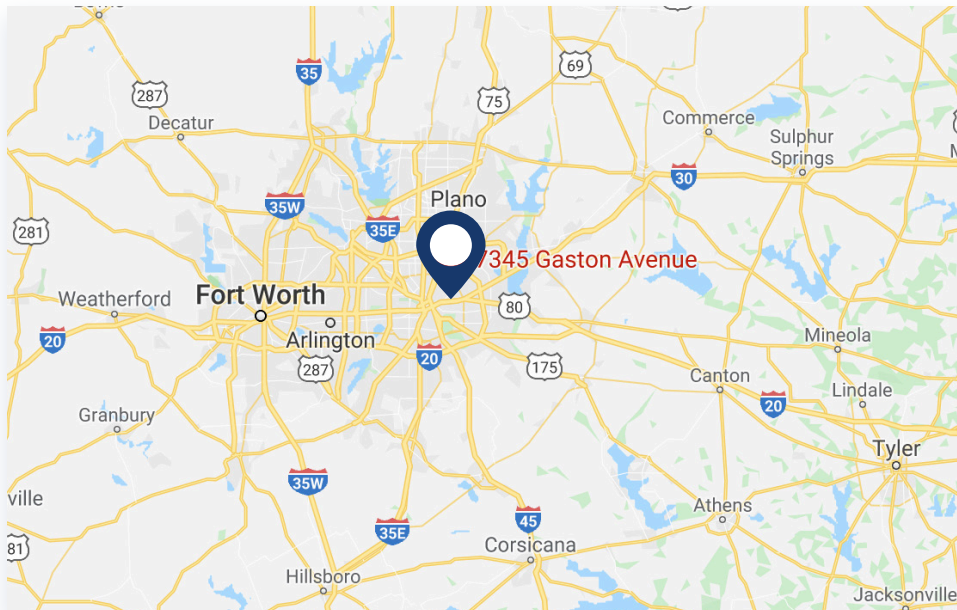 35
69
287
75
Decatur
Commerce
Sulphur
Springs
30
Plano
35W
35E
281
7345 Gaston Avenue
Weatherford
Fort Worth
80
Arlington
20
Mineola
20
287
175
Canton
Lindale
20
Granbury
Tyler
35W
ville
Athens
45
35E
Corsicana
81
Hillsboro
Jacksonville